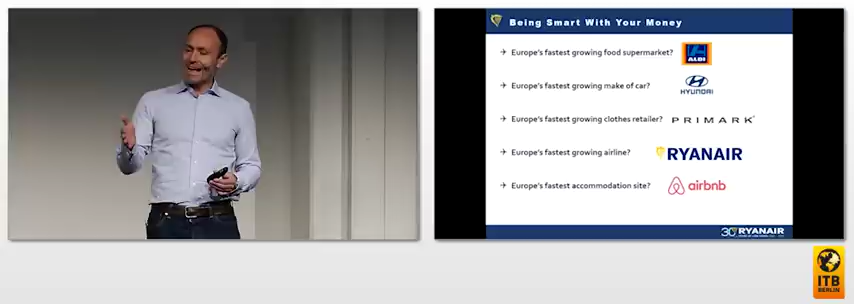 Being Smart With Your Money
Europe's fastest growing food supermarket?
ALDI
Europe's fastest growing make of car?
HYUNDAI
Europe's fastest growing clothes retailer?
PRIMARK
Europe's fastest growing airline?
RYANAIR
Europe's fastest accommodation site?
airbnb
30 RYANAIR
ITB
BERLIN